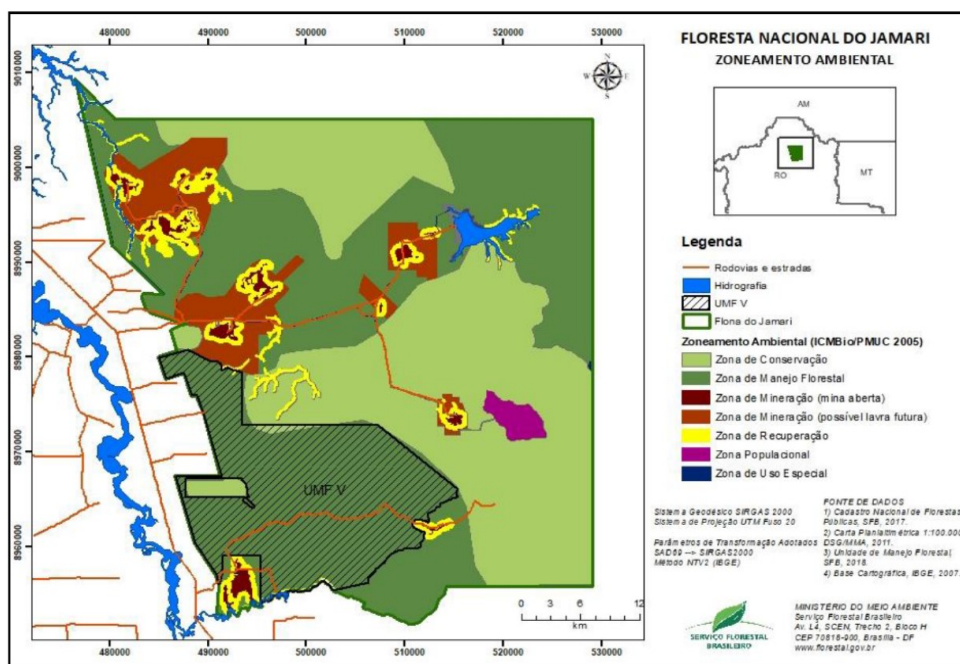 480000 490000 500000 510000 520000 530000
9010000
9000000
8990000
8980000
8970000
8960000
N
W E
S
UMF V
0 3 6 12
km
480000 490000 500000 510000 520000 530000
FLORESTA NACIONAL DO JAMARI
ZONEAMENTO AMBIENTAL
AM
RO
MT
Legenda
Rodovias e estradas
Hidrografia
UMF V
Flona do Jamari
Zoneamento Ambiental (ICMBio/PMUC 2005)
Zona de Conservação
Zona de Manejo Florestal
Zona de Mineração (mina aberta)
Zona de Mineração (possível lavra futura)
Zona de Recuperação
Zona Populacional
Zona de Uso Especial
Sistema Geodésico SIRGAS 2000
Sistema de Projeção UTM Fuso 20
Parâmetros de Transformação Adotados
SAD69 --> SIRGAS2000
Método NTV2 (IBGE)
FONTE DE DADOS
1) Cadastro Nacional de Florestas
Públicas, SFB, 2017.
2) Carta Planialtimétrica 1:100.000
DSG/MMA, 2011.
3) Unidade de Manejo Florestal,
SFB, 2018.
4) Base Cartográfica, IBGE, 2007.
SERVIÇO FLORESTAL
BRASILEIRO
MINISTÉRIO DO MEIO AMBIENTE
Serviço Florestal Brasileiro
Av. L4, SCEN, Trecho 2, Bloco H
CEP 70818-900, Brasília - DF
www.florestal.gov.br